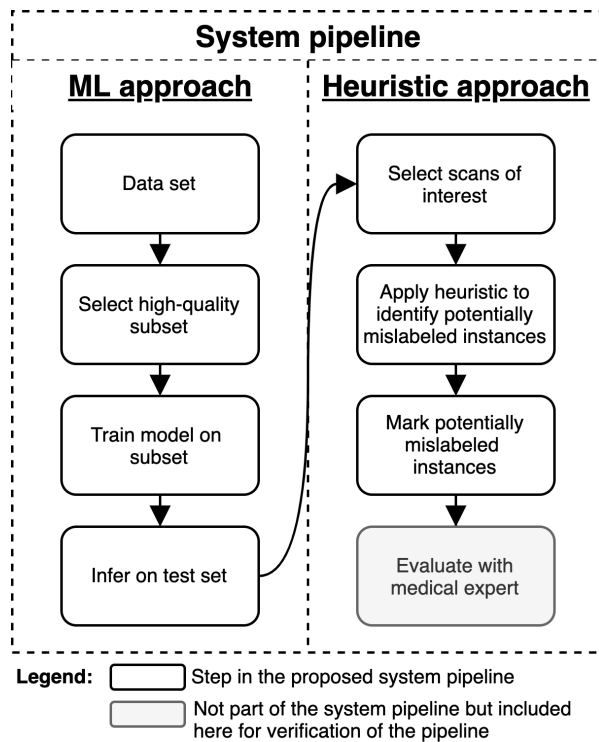 System pipeline
ML approach
Data set
Select high-quality
subset
Train model on
subset
Infer on test set
Heuristic approach
Select scans of
interest
Apply heuristic to
identify potentially
mislabeled instances
Mark potentially
mislabeled
instances
Evaluate with
medical expert
Legend:
Step in the proposed system pipeline
Not part of the system pipeline but included
here for verification of the pipeline